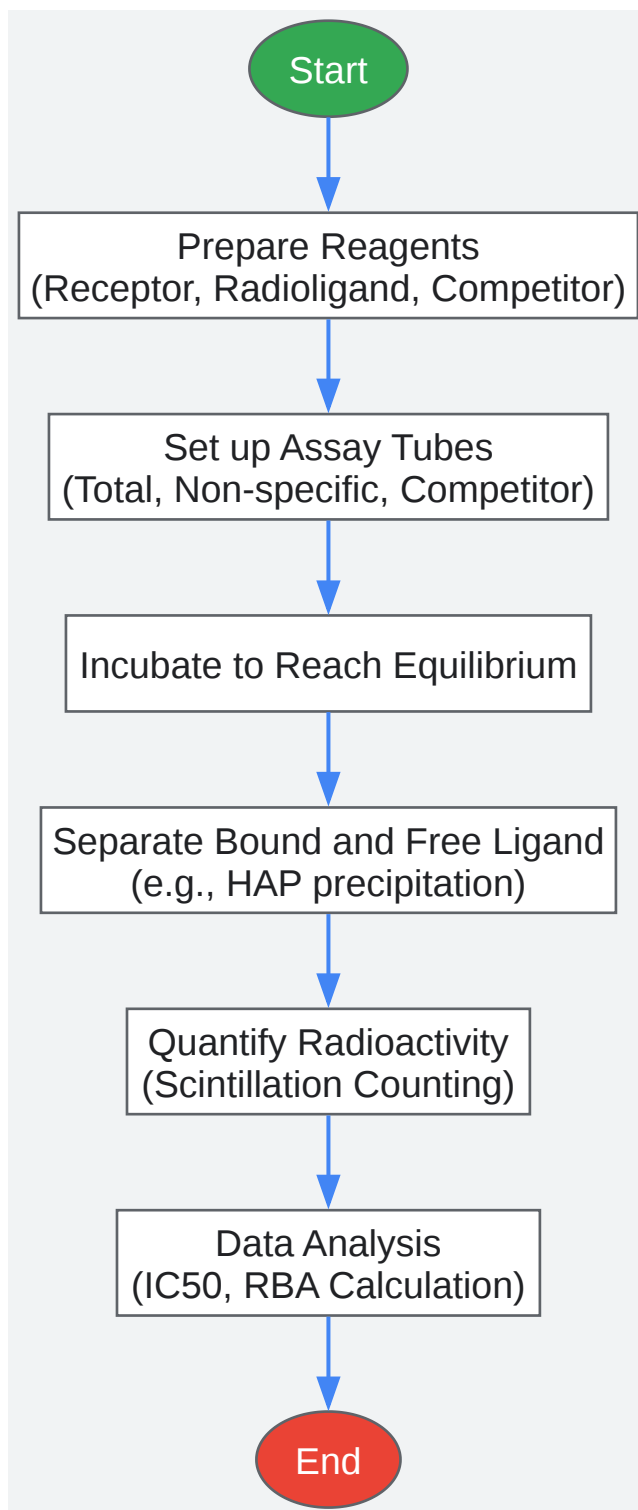 Start
Prepare Reagents
(Receptor, Radioligand, Competitor)
Set up Assay Tubes
(Total, Non-specific, Competitor)
Incubate to Reach Equilibrium
Separate Bound and Free Ligand
(e.g., HAP precipitation)
Quantify Radioactivity
(Scintillation Counting)
Data Analysis
(IC50, RBA Calculation)
End